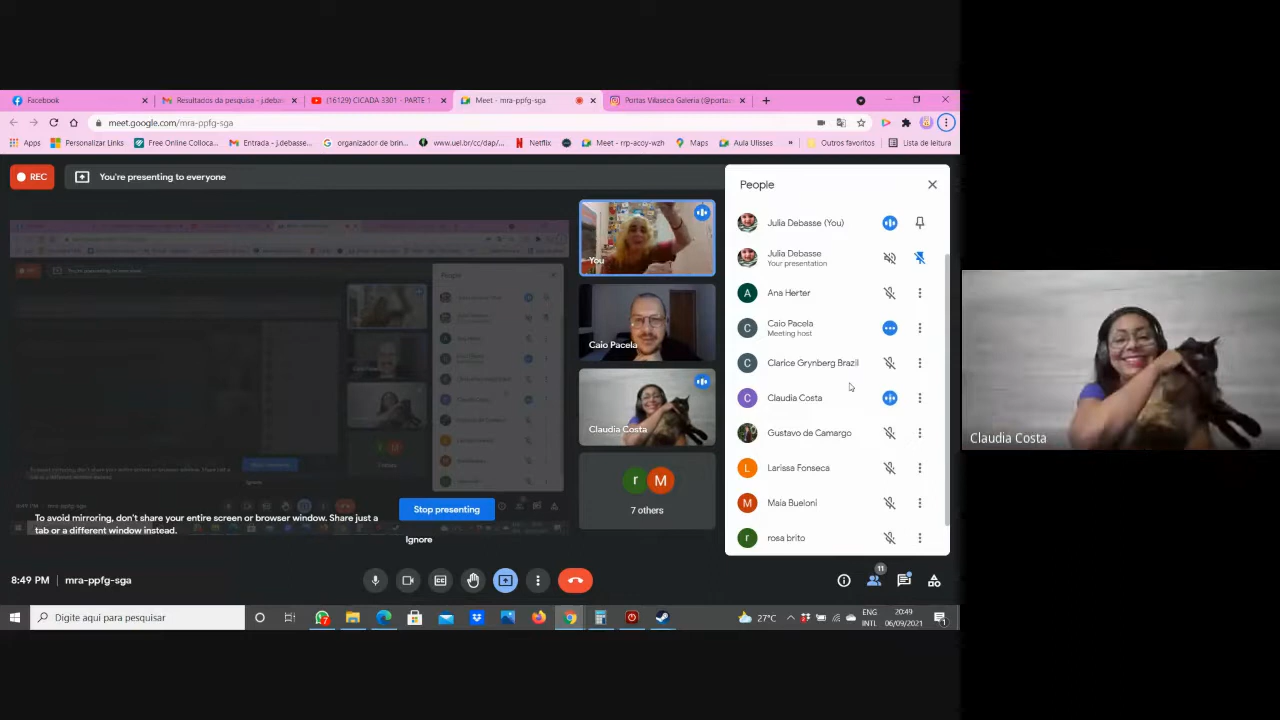 Facebook
Resultados da pesquisa - j.debas
(16129) CICADA 3301 - PARTE 1
Meet - mra-ppfg-sga
Portas Vilaseca Galeria (@portas
meet.google.com/mra-ppfg-sga
Apps
Personalizar Links
Free Online Colloca...
Entrada - j.debasse...
organizador de brin...
www.uel.br/cc/dap/...
Netflix
Meet - rrp-accy-wzh
Maps
Aula Ulisses
»
Outros favoritos
Lista de leitura
REC
You're presenting to everyone
You
Caio Pacela
Claudia Costa
r M
7 others
To avoid mirroring, don't share your entire screen or browser window. Share just a
tab or a different window instead.
Stop presenting
Ignore
People
Julia Debasse (You)
Julia Debasse
Your presentation
A Ana Herter
C Caio Pacela
Meeting host
C Clarice Grynberg Brazil
C Claudia Costa
Gustavo de Camargo
L Larissa Fonseca
M Maia Bueloni
r rosa brito
8:49 PM | mra-ppfg-sga
11
Digite aqui para pesquisar
27°C
ENG
INTL
20:49
06/09/2021
Claudia Costa